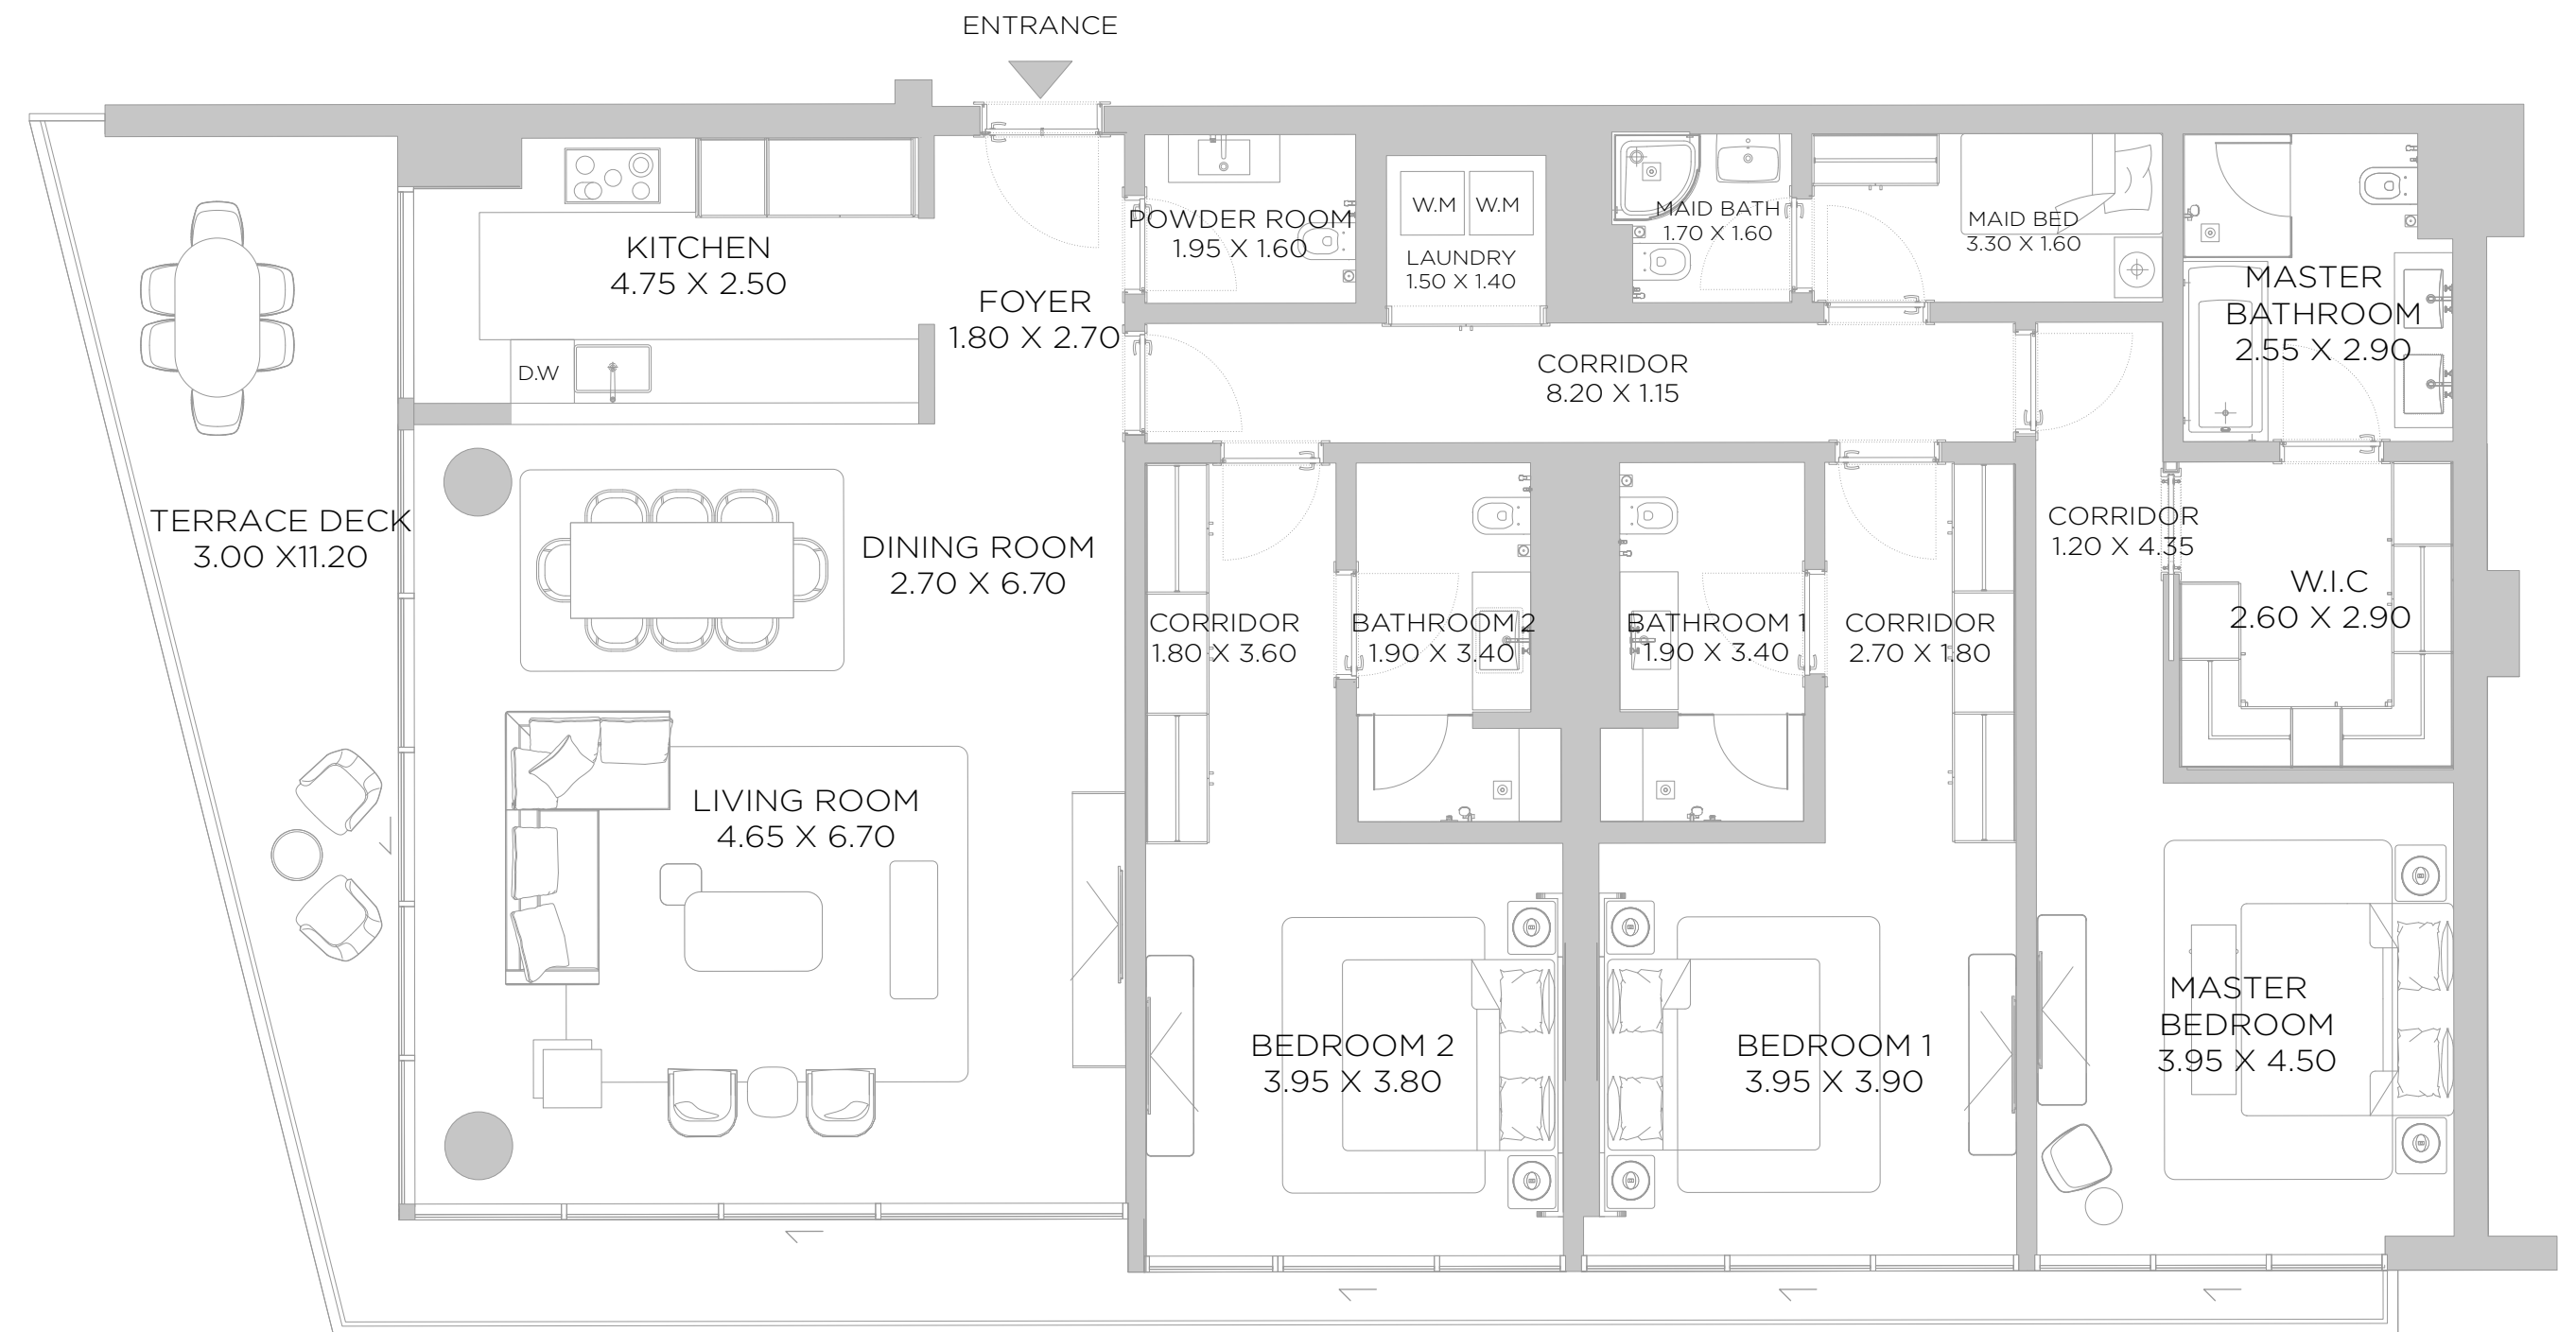 ENTRANCE
KITCHEN
4.75 X 2.50
D.W
FOYER
1.80 X 2.70
POWDER ROOM
1.95 X 1.60
W.M
W.M
LAUNDRY
1.50 X 1.40
MAID BATH
1.70 X 1.60
MAID BED
3.30 X 1.60
MASTER
BATHROOM
2.55 X 2.90
CORRIDOR
8.20 X 1.15
TERRACE DECK
3.00 X11.20
DINING ROOM
2.70 X 6.70
CORRIDOR
1.80 X 3.60
BATHROOM 2
1.90 X 3.40
BATHROOM 1
1.90 X 3.40
CORRIDOR
2.70 X 1.80
CORRIDOR
1.20 X 4.35
W.I.C
2.60 X 2.90
LIVING ROOM
4.65 X 6.70
BEDROOM 2
3.95 X 3.80
BEDROOM 1
3.95 X 3.90
MASTER
BEDROOM
3.95 X 4.50